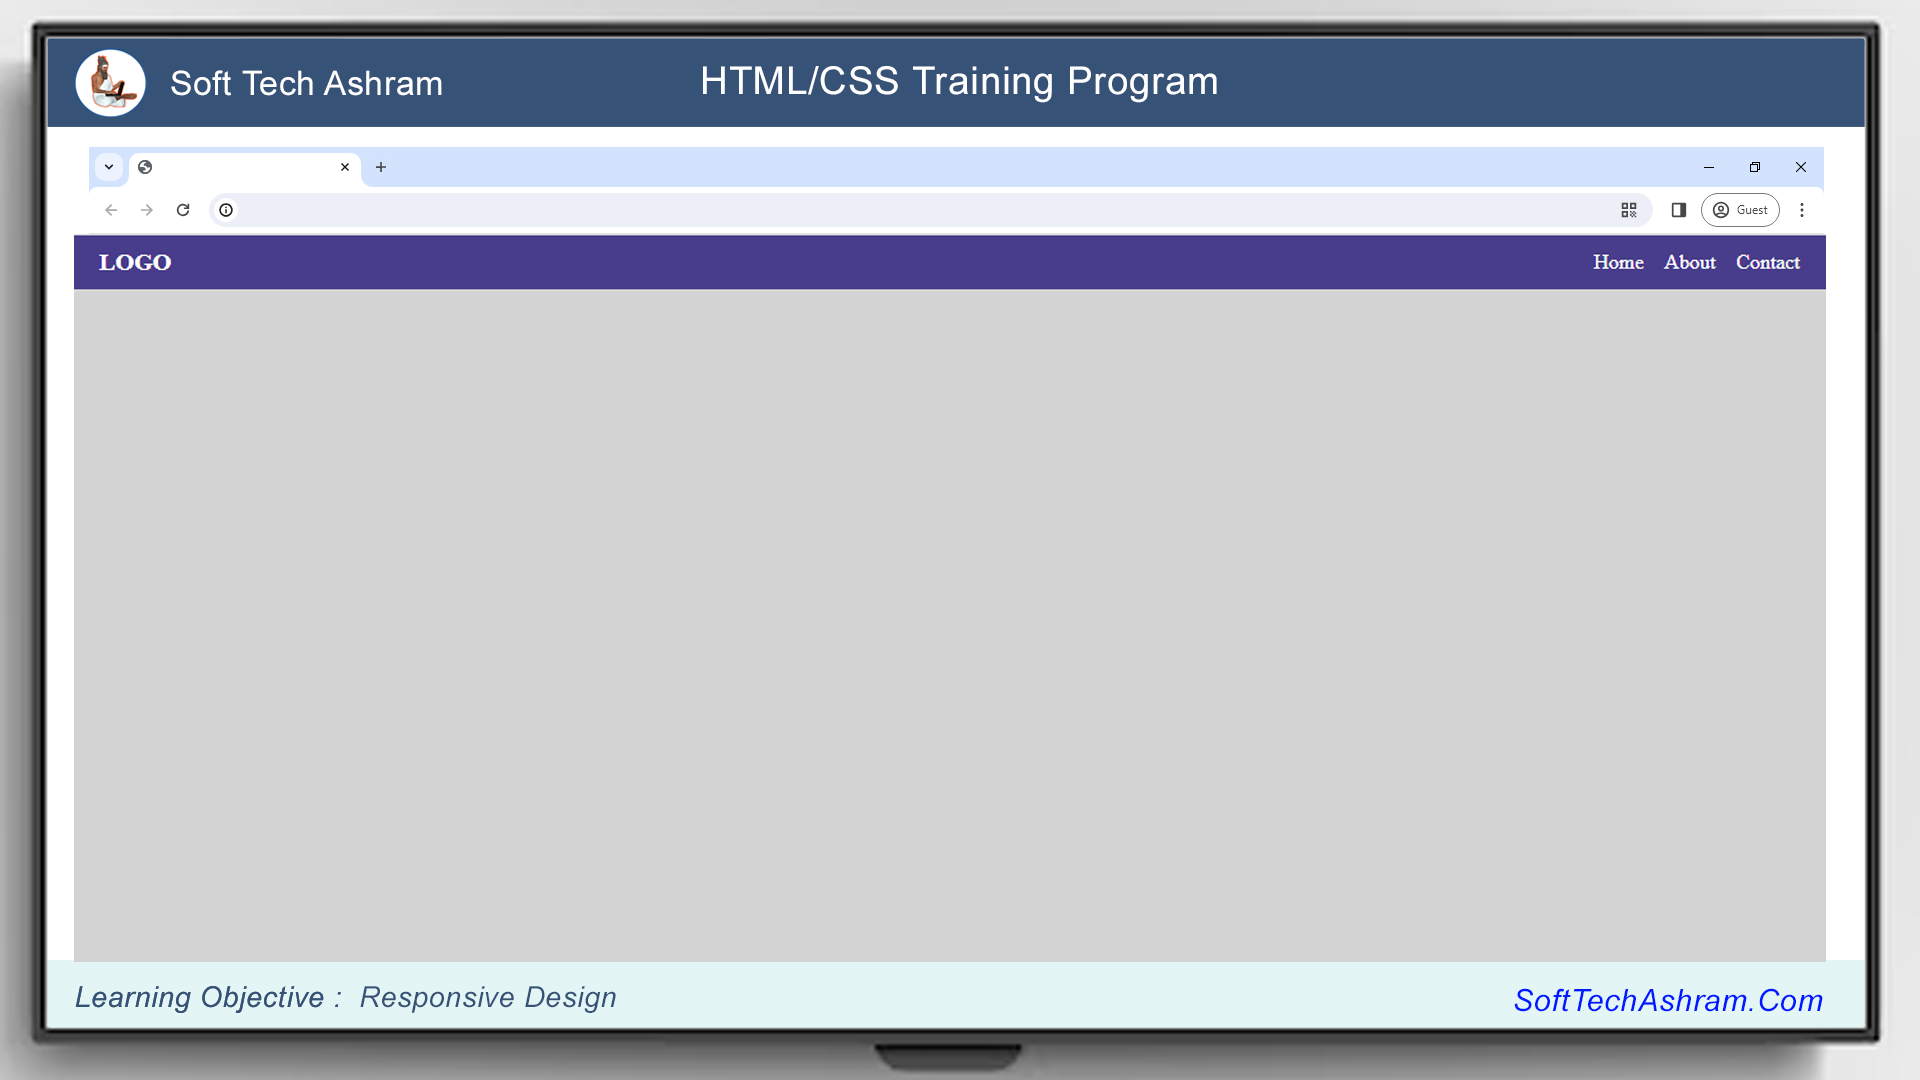 Soft Tech Ashram
HTML/CSS Training Program
Guest
LOGO
Home About Contact
Learning Objective : Responsive Design
SoftTechAshram.Com